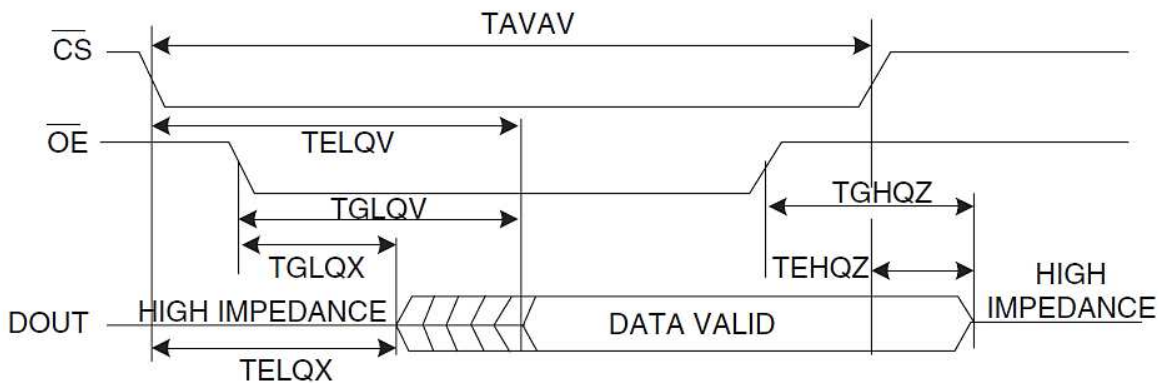 TAVAV
CS
TELQV
OE
TGLQV
TGHQZ
TGLQX
TEHQZ
HIGH
IMPEDANCE
HIGH IMPEDANCE
DOUT
DATA VALID
TELQX